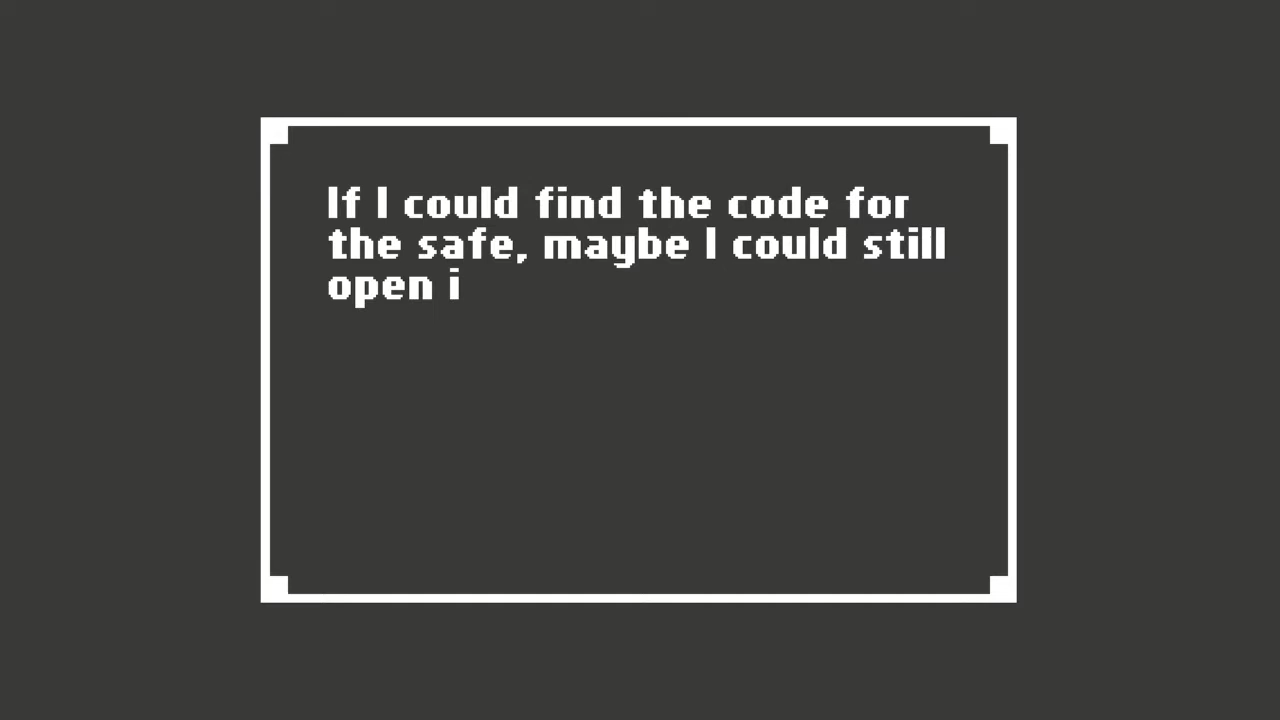 If I could find the code for
the safe, maybe I could still
open i